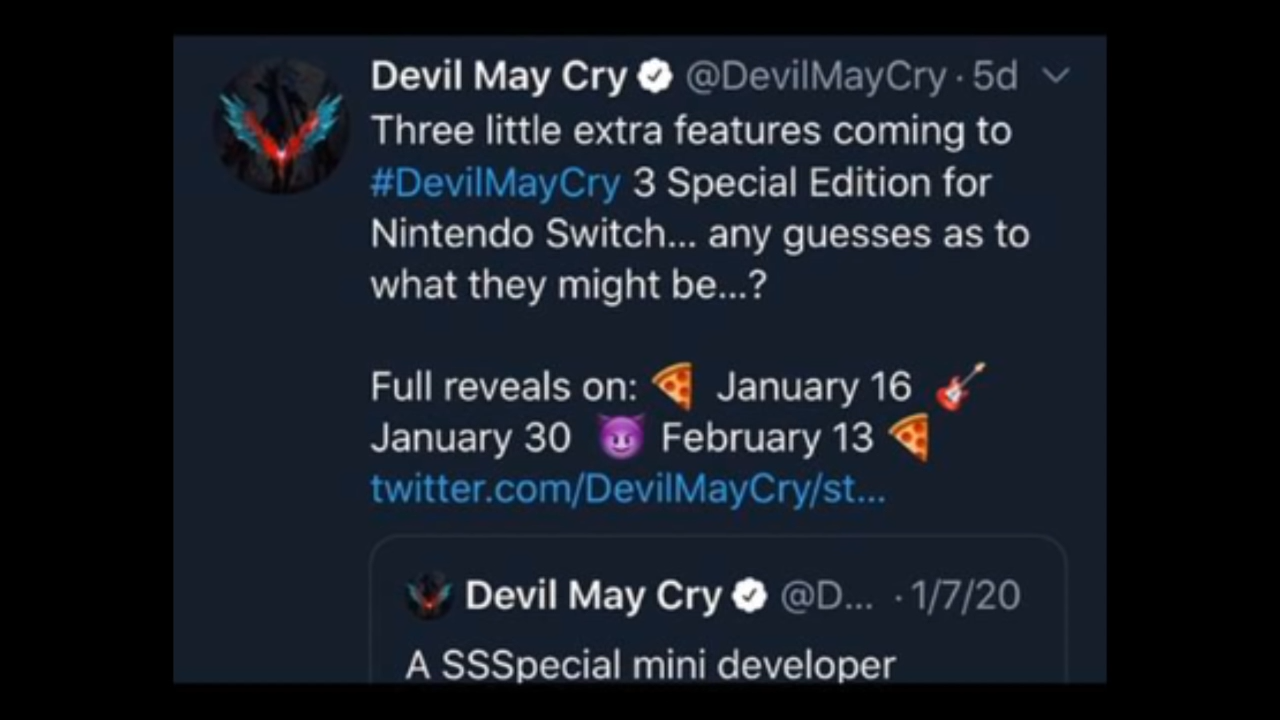 Devil May Cry @DevilMayCry · 5d
Three little extra features coming to
#DevilMayCry 3 Special Edition for
Nintendo Switch... any guesses as to
what they might be...?
Full reveals on: 🍕 January 16 🎸
January 30 😈 February 13 🍕
twitter.com/DevilMayCry/st...
Devil May Cry @D... · 1/7/20
A SSSpecial mini developer